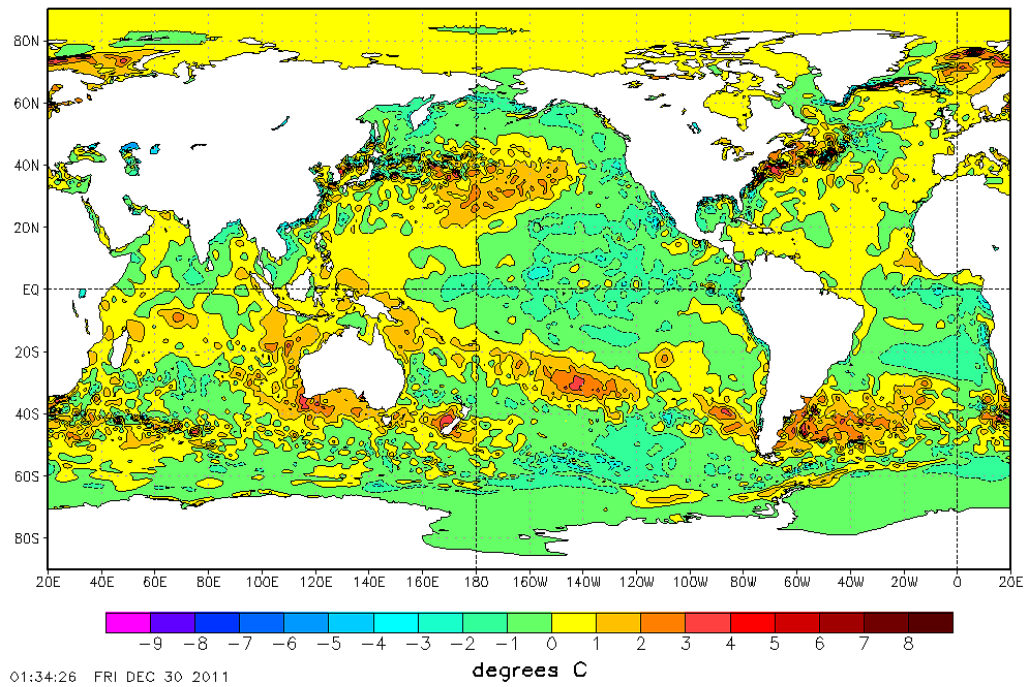 80N
60N
40N
20N
EQ
20S
40S
60S
80S
20E 40E 60E 80E 100E 120E 140E 160E 180 160W 140W 120W 100W 80W 60W 40W 20W 0 20E
-9 -8 -7 -6 -5 -4 -3 -2 -1 0 1 2 3 4 5 6 7 8
degrees C
01:34:26 FRI DEC 30 2011